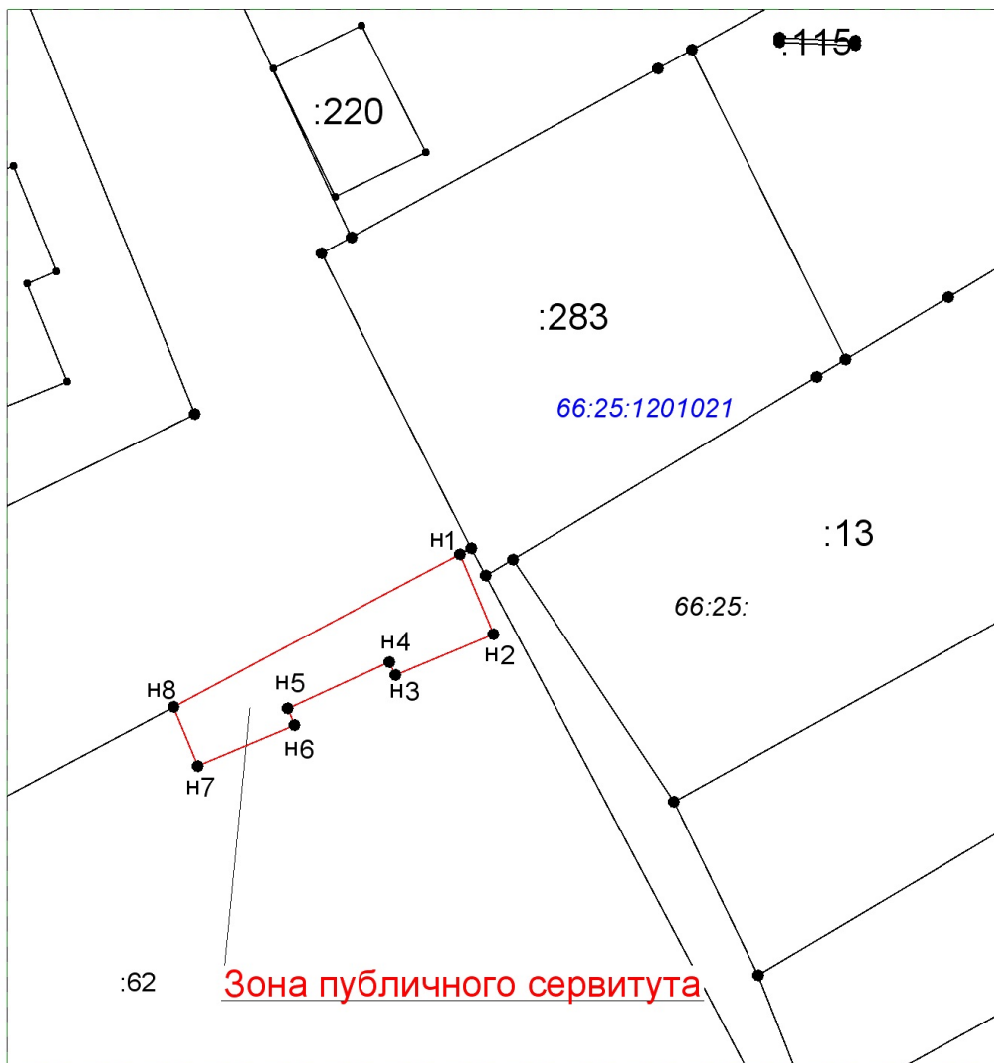 :115
:220
:283
66:25:1201021
:13
н1
66:25:
н2
н4
н3
н5
н8
н6
н7
:62
Зона публичного сервитута